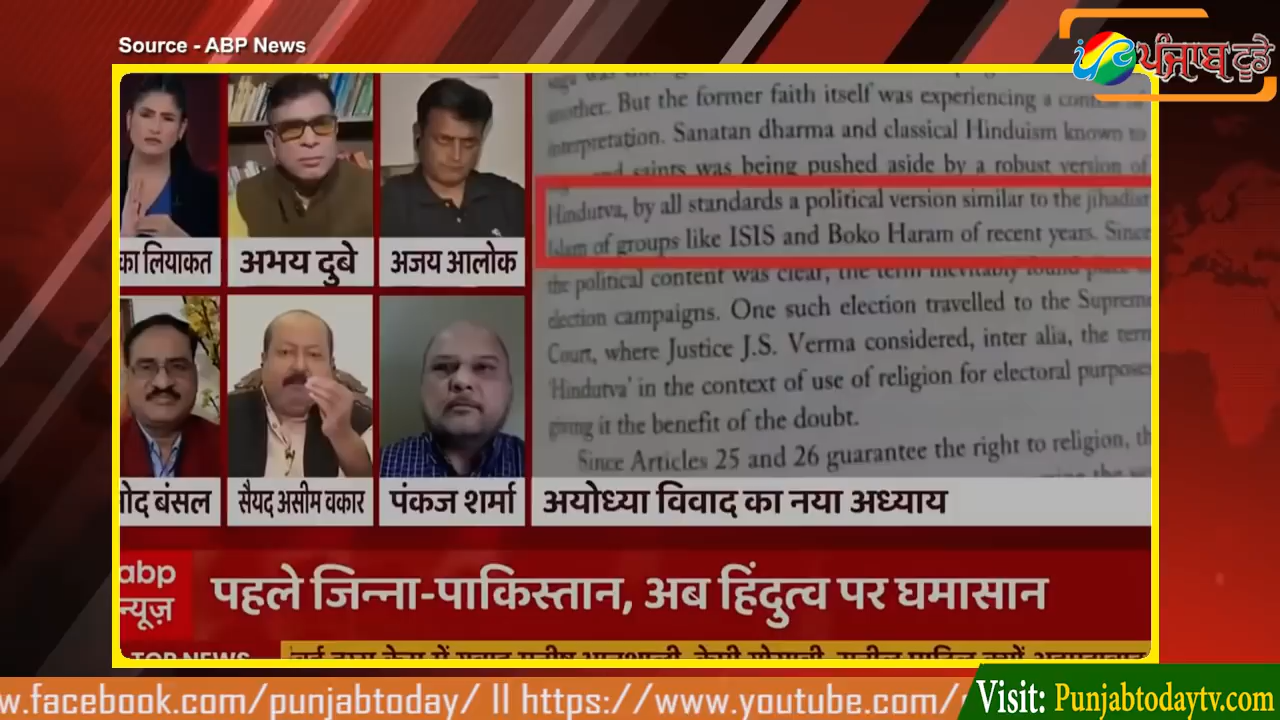 Source - ABP News
ਪੰਜਾਬ ਟੂਡੇ
का लियाकत
अभय दुबे
अजय आलोक
another. But the former faith itself was experiencing a
interpretation. Sanatan dharma and classical Hinduism known to
saints was being pushed aside by a robust version of
Hindutva, by all standards a political version similar to the jihadist
Islam of groups like ISIS and Boko Haram of recent years. Since
the political content was clear, the term inevitably found place
election campaigns. One such election travelled to the Supreme
Court, where Justice J.S. Verma considered, inter alia, the term
'Hindutva' in the context of use of religion for electoral purposes
giving it the benefit of the doubt.
Since Articles 25 and 26 guarantee the right to religion, th
ोद बंसल
सैयद असीम वकार
पंकज शर्मा
अयोध्या विवाद का नया अध्याय
abp
न्यूज़
पहले जिन्ना-पाकिस्तान, अब हिंदुत्व पर घमासान
TOP NEWS
w.facebook.com/punjabtoday/ II https://www.youtube.com/
Visit: Punjabtodaytv.com